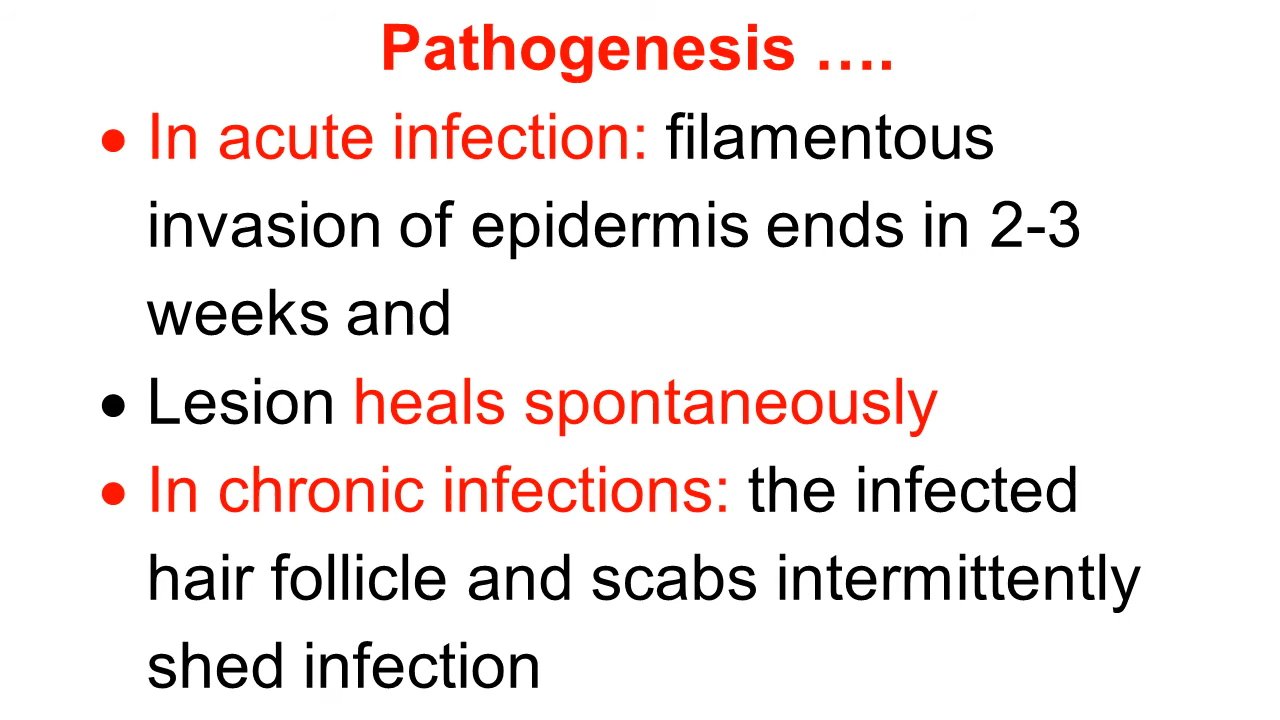 Pathogenesis ….
• In acute infection: filamentous
invasion of epidermis ends in 2-3
weeks and
• Lesion heals spontaneously
• In chronic infections: the infected
hair follicle and scabs intermittently
shed infection